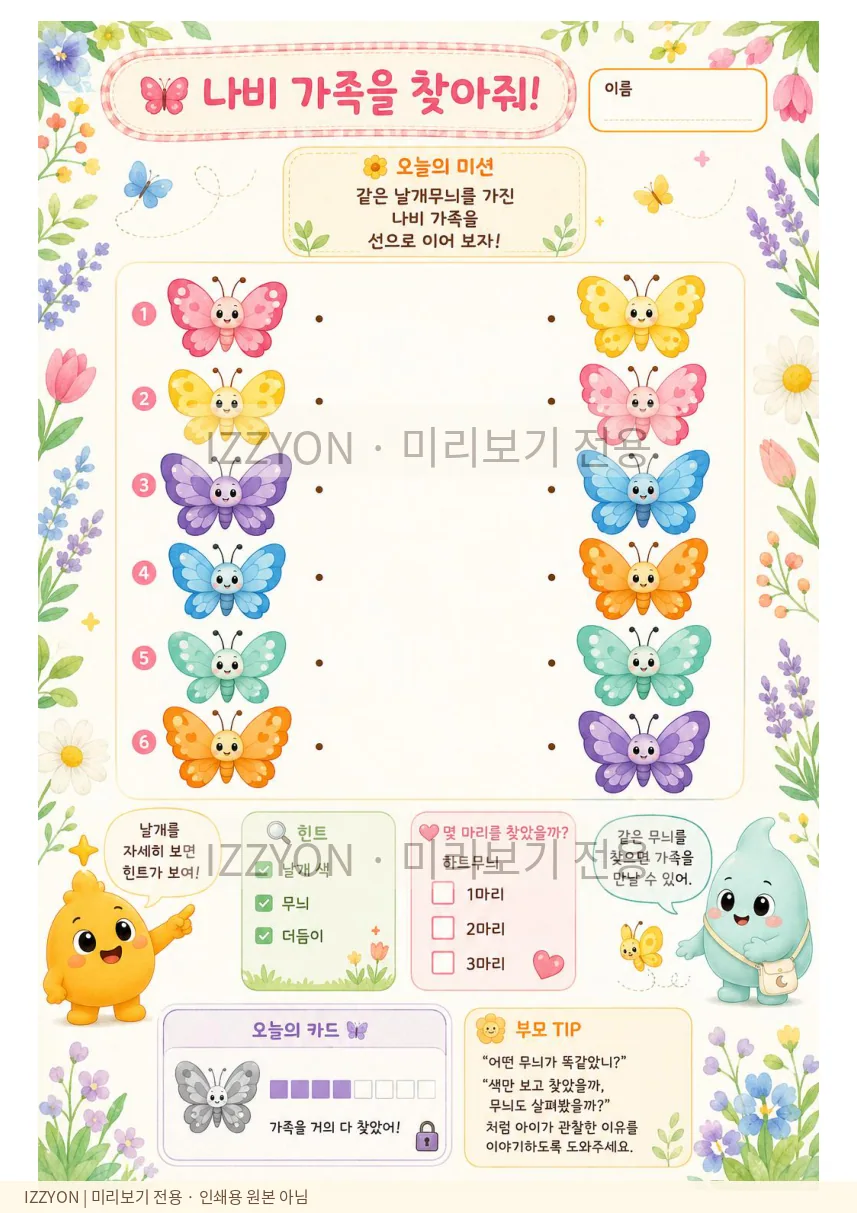 나비 가족을 찾아줘!
이름
오늘의 미션
같은 날개무늬를 가진
나비 가족을
선으로 이어 보자!
1
2
3
4
5
6
IZZYON · 미리보기 전용
날개를
자세히 보면
힌트가 보여!
힌트
날개 색
무늬
더듬이
몇 마리를 찾았을까?
하트무늬
1마리
2마리
3마리
같은 무늬를
찾으면 가족을
만날 수 있어.
IZZYON · 미리보기 전용
오늘의 카드
가족을 거의 다 찾았어!
부모 TIP
“어떤 무늬가 똑같았니?”
“색만 보고 찾았을까,
무늬도 살펴봤을까?”
처럼 아이가 관찰한 이유를
이야기하도록 도와주세요.
IZZYON | 미리보기 전용 · 인쇄용 원본 아님